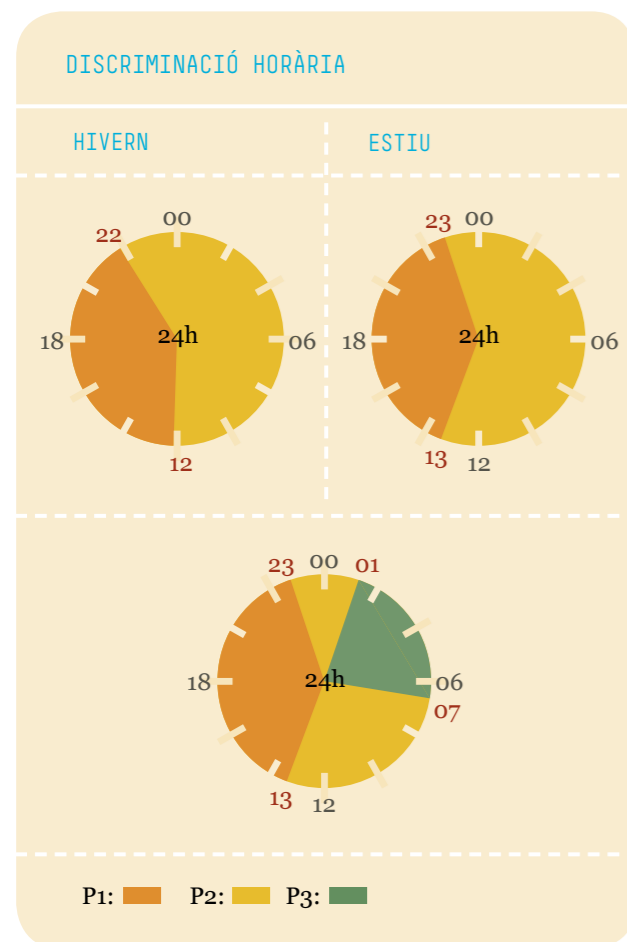 DISCRIMINACIÓ HORÀRIA
HIVERN
ESTIU
22 00
18 24h 06
12
23 00
18 24h 06
13 12
23 00 01
18 24h 06
07
13 12
P1: P2: P3: